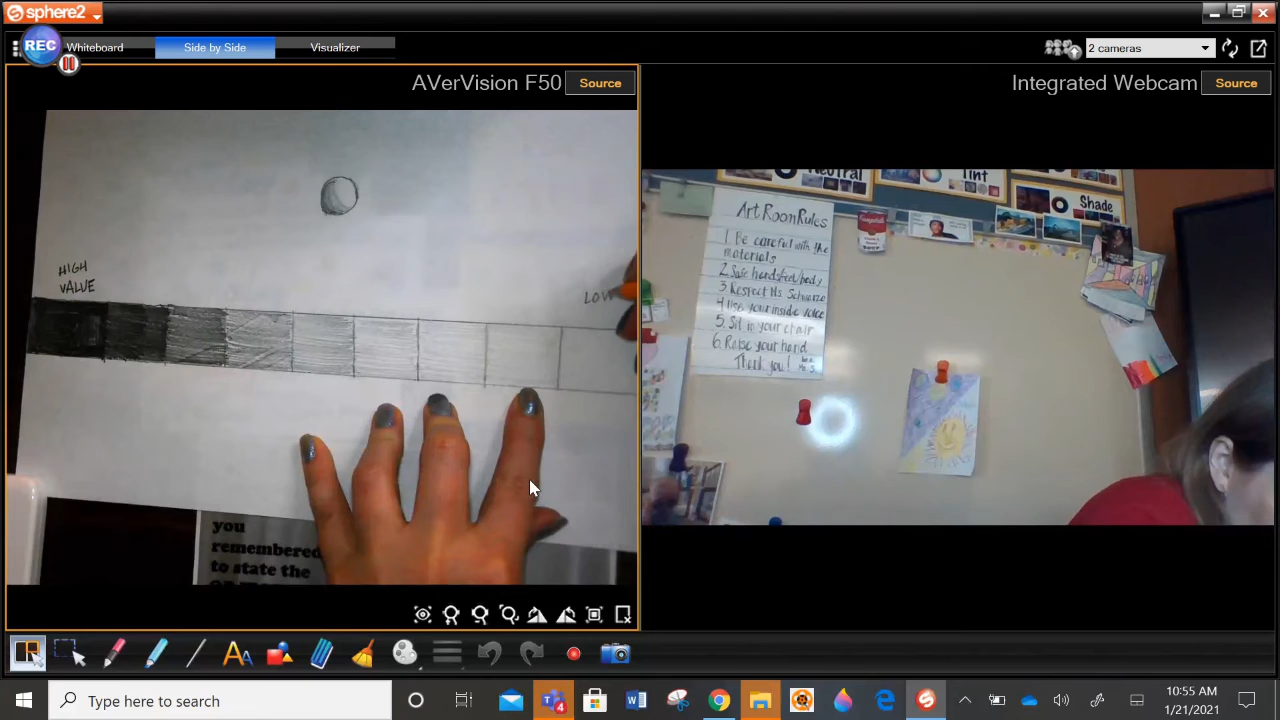 sphere2
REC
Whiteboard
Side by Side
Visualizer
2 cameras
AVerVision F50
Source
Integrated Webcam
Source
HIGH
VALUE
LOW
you
remembered
to state the
Neutral
Tint
Shade
Campbell's
Art Room Rules
1. Be careful with the
materials
2. Safe hands/feet/body
3. Respect Ms Schwarze
4. Use your inside voice
5. Sit in your chair
6. Raise your hand
Thank you!
Type here to search
4
10:55 AM
1/21/2021